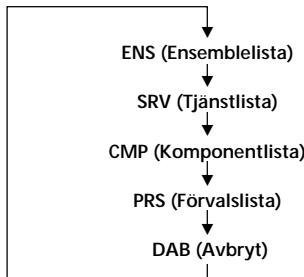 ENS (Ensemblelista)
SRV (Tjänstlista)
CMP (Komponentlista)
PRS (Förvalslista)
DAB (Avbryt)